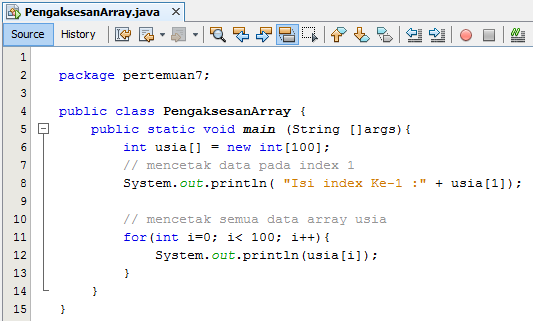 PengaksesanArray.java
Source History
1
2 package pertemuan7;
3
4 public class PengaksesanArray {
5 public static void main (String []args){
6 int usia[] = new int[100];
7 // mencetak data pada index 1
8 System.out.println( "Isi index Ke-1 :" + usia[1]);
9
10 // mencetak semua data array usia
11 for(int i=0; i< 100; i++){
12 System.out.println(usia[i]);
13 }
14 }
15 }